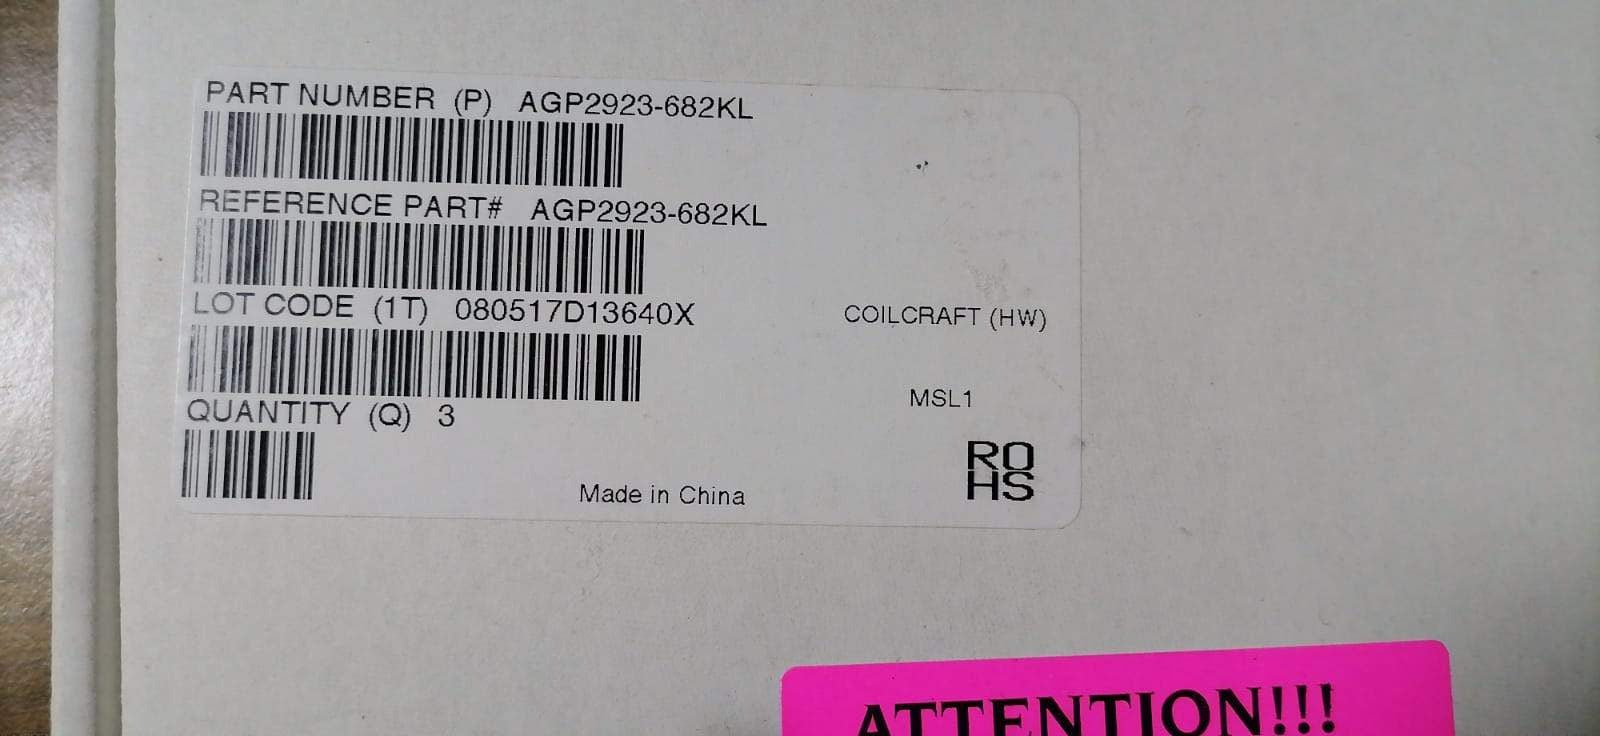 PART NUMBER (P) AGP2923-682KL
REFERENCE PART# AGP2923-682KL
LOT CODE (1T) 080517D13640X
COILCRAFT (HW)
QUANTITY (Q) 3
MSL1
Made in China
RO
HS
ATTENTION!!!